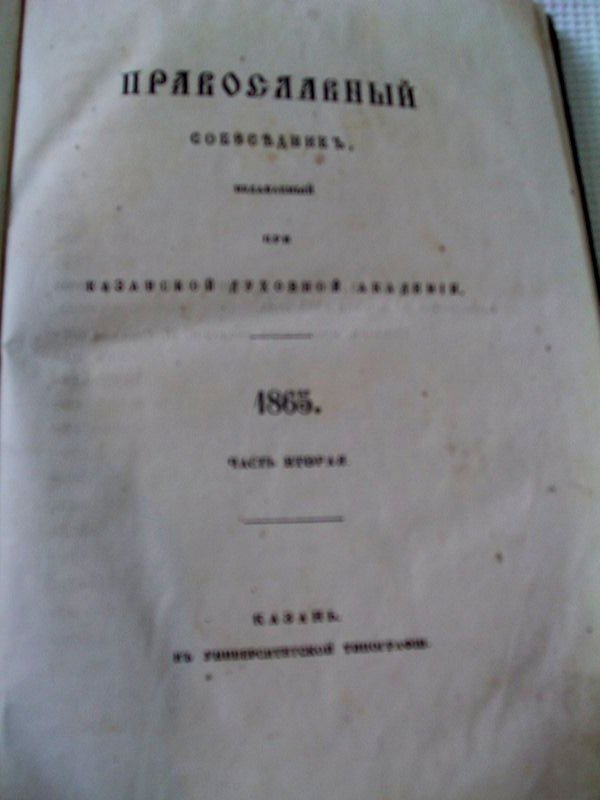 ПРАВОСЛАВНЫЙ
СОБЕСѢДНИКЪ,
ИЗДАВАЕМЫЙ
ПРИ
КАЗАНСКОЙ ДУХОВНОЙ АКАДЕМІИ.
1865.
ЧАСТЬ ВТОРАЯ.
КАЗАНЬ.
ВЪ УНИВЕРСИТЕТСКОЙ ТИПОГРАФІИ.